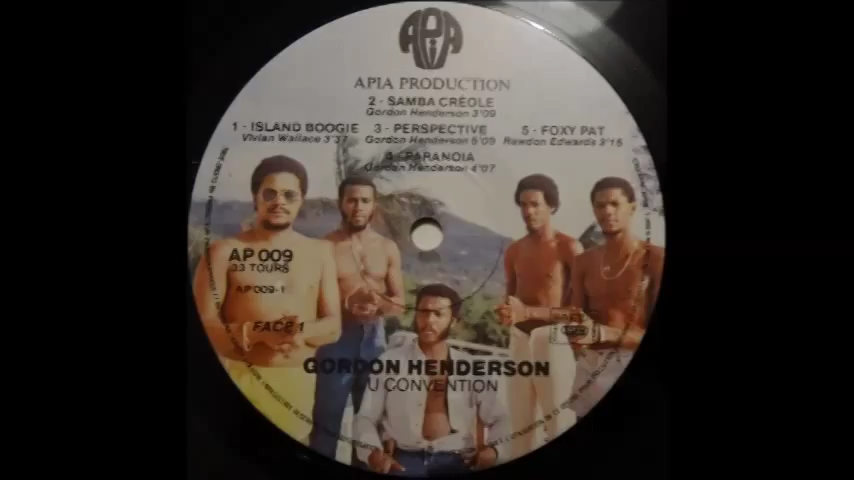 APIA
APIA PRODUCTION
2 - SAMBA CRÉOLE
Gordon Henderson 3'09
1 - ISLAND BOOGIE
Vivian Wallace 3'37
3 - PERSPECTIVE
Gordon Henderson 5'09
5 - FOXY PAT
Rawdon Edwards 3'15
4 - PARANOIA
Gordon Henderson 4'07
AP 009
33 TOURS
AP 009-1
FACE 1
GORDON HENDERSON
U CONVENTION